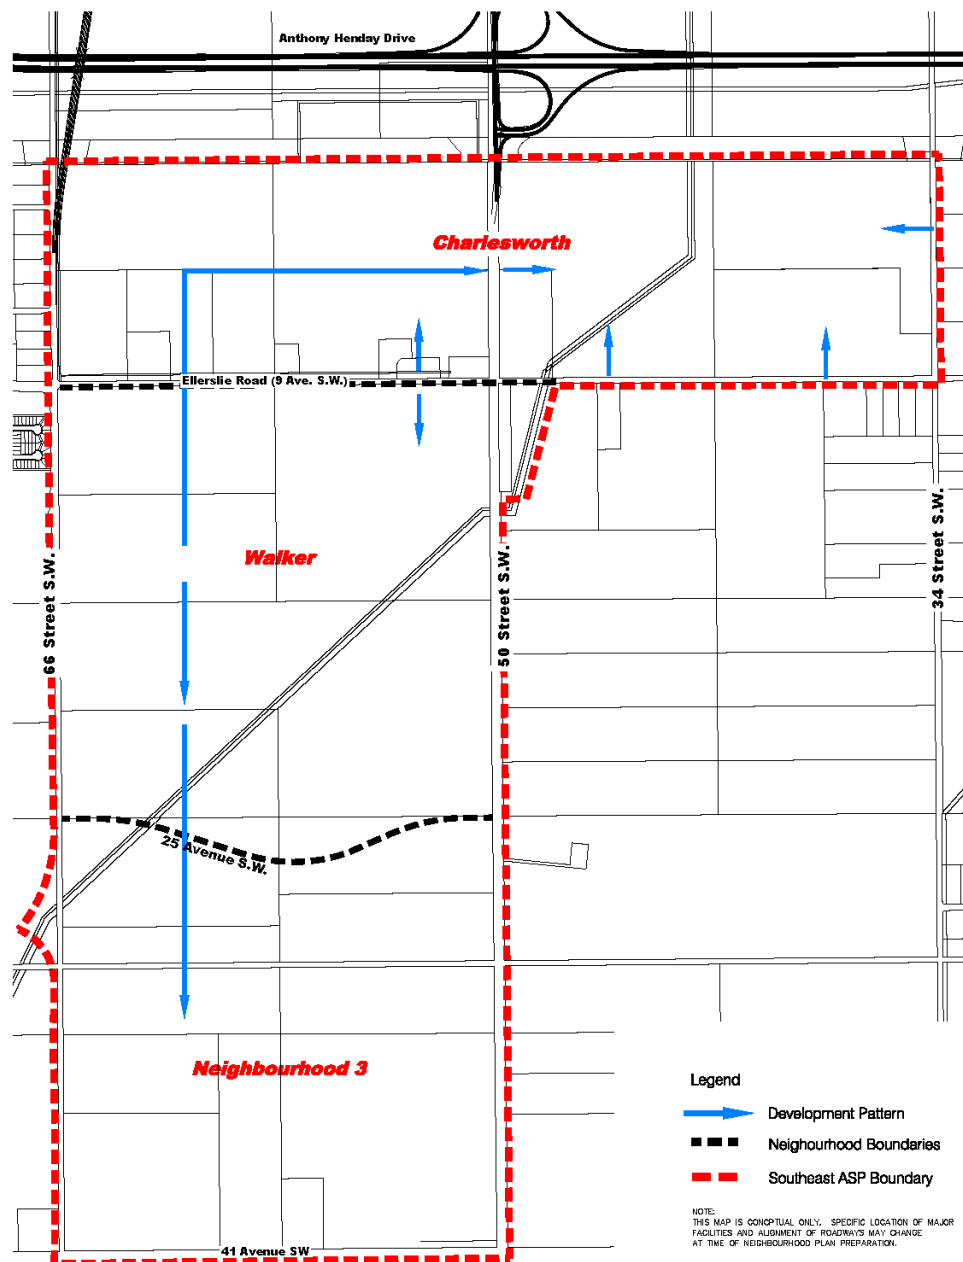 Anthony Henday Drive
Charlesworth
Ellerslie Road (9 Ave. S.W.)
Walker
66 Street S.W.
50 Street S.W.
34 Street S.W.
25 Avenue S.W.
Neighbourhood 3
41 Avenue SW
Legend
Development Pattern
Neighourhood Boundaries
Southeast ASP Boundary
NOTE:
THIS MAP IS CONCPTUAL ONLY. SPECIFIC LOCATION OF MAJOR
FACILITIES AND ALIGNMENT OF ROADWAYS MAY CHANGE
AT TIME OF NEIGHBOURHOOD PLAN PREPARATION.